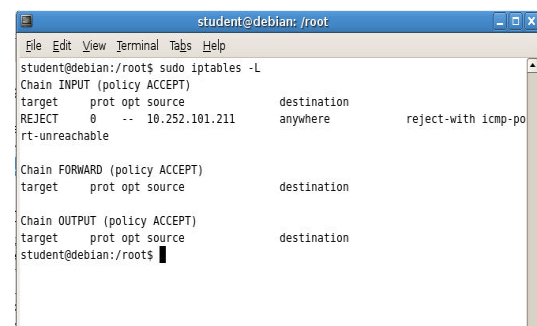 student@debian: /root
File Edit View Terminal Tabs Help
student@debian:/root$ sudo iptables -L
Chain INPUT (policy ACCEPT)
target     prot opt source               destination
REJECT     0    --  10.252.101.211       anywhere            reject-with icmp-po
rt-unreachable
Chain FORWARD (policy ACCEPT)
target     prot opt source               destination
Chain OUTPUT (policy ACCEPT)
target     prot opt source               destination
student@debian:/root$